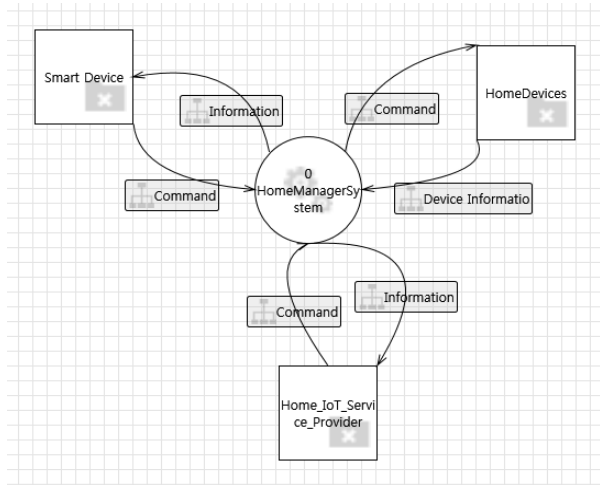 Smart Device
HomeDevices
Information
Command
0
HomeManagerSy
stem
Command
Device Informatio
Information
Command
Home_IoT_Servi
ce_Provider